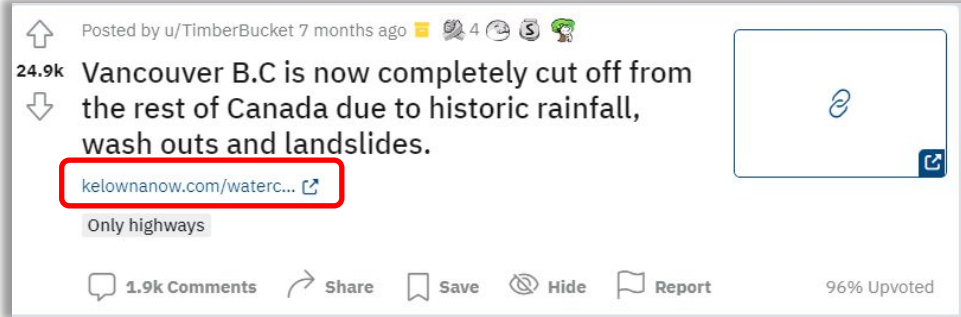 Posted by u/TimberBucket 7 months ago 4
24.9k
Vancouver B.C is now completely cut off from
the rest of Canada due to historic rainfall,
wash outs and landslides.
kelownanow.com/waterc...
Only highways
1.9k Comments Share Save Hide Report 96% Upvoted